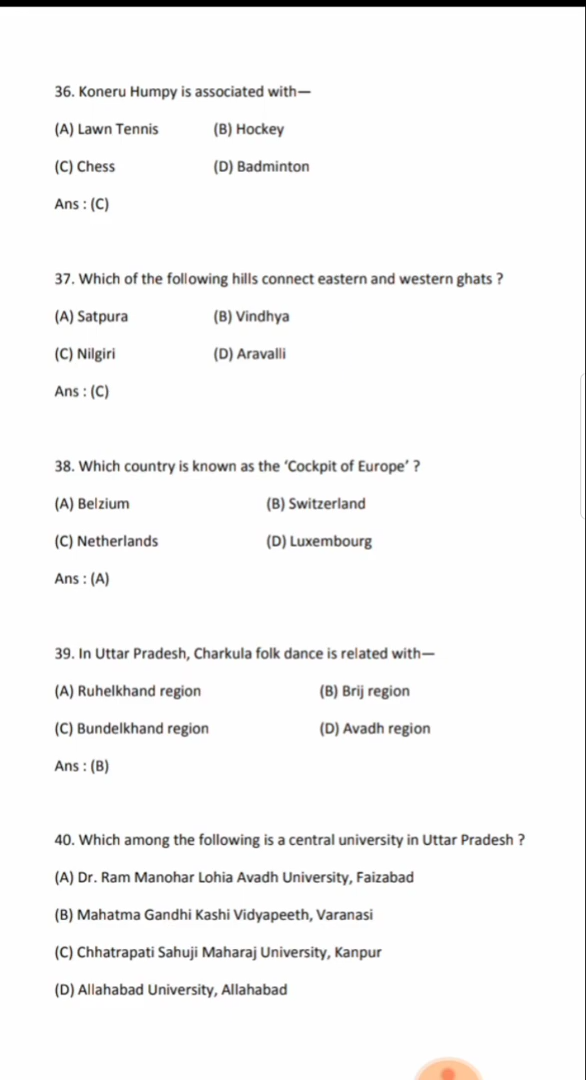 36. Koneru Humpy is associated with—
(A) Lawn Tennis (B) Hockey
(C) Chess (D) Badminton
Ans : (C)
37. Which of the following hills connect eastern and western ghats ?
(A) Satpura (B) Vindhya
(C) Nilgiri (D) Aravalli
Ans : (C)
38. Which country is known as the ‘Cockpit of Europe’ ?
(A) Belzium (B) Switzerland
(C) Netherlands (D) Luxembourg
Ans : (A)
39. In Uttar Pradesh, Charkula folk dance is related with—
(A) Ruhelkhand region (B) Brij region
(C) Bundelkhand region (D) Avadh region
Ans : (B)
40. Which among the following is a central university in Uttar Pradesh ?
(A) Dr. Ram Manohar Lohia Avadh University, Faizabad
(B) Mahatma Gandhi Kashi Vidyapeeth, Varanasi
(C) Chhatrapati Sahuji Maharaj University, Kanpur
(D) Allahabad University, Allahabad